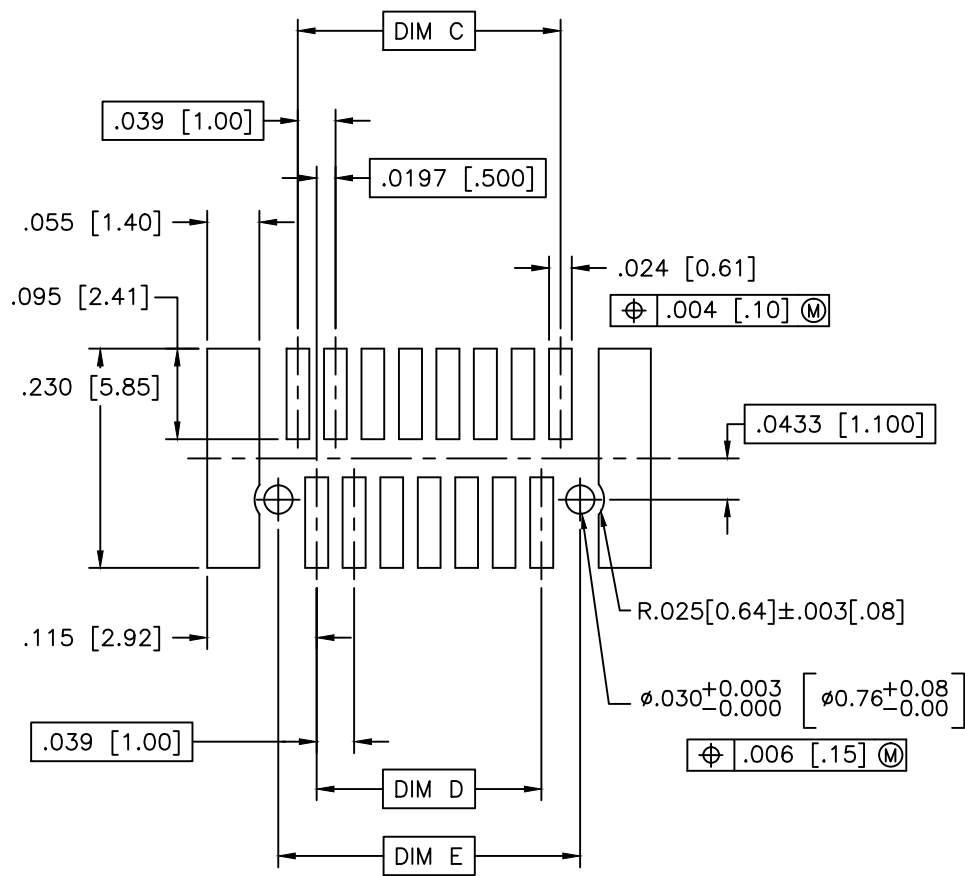 DIM C
.039 [1.00]
.0197 [.500]
.055 [1.40]
.024 [0.61]
.095 [2.41]
⌖ .004 [.10] Ⓜ
.230 [5.85]
.0433 [1.100]
R.025[0.64]±.003[.08]
.115 [2.92]
ø.030 +0.003 -0.000 [ø0.76 +0.08 -0.00]
.039 [1.00]
⌖ .006 [.15] Ⓜ
DIM D
DIM E